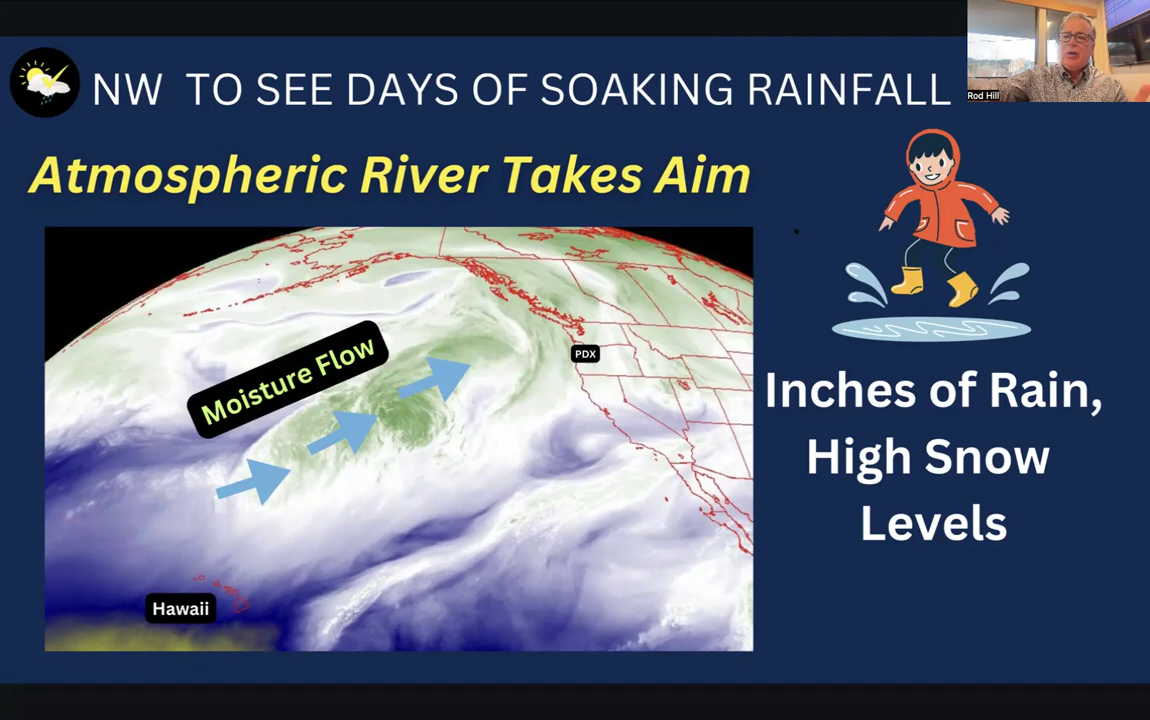 NW TO SEE DAYS OF SOAKING RAINFALL
Rod Hill
Atmospheric River Takes Aim
Moisture Flow
PDX
Hawaii
Inches of Rain,
High Snow
Levels